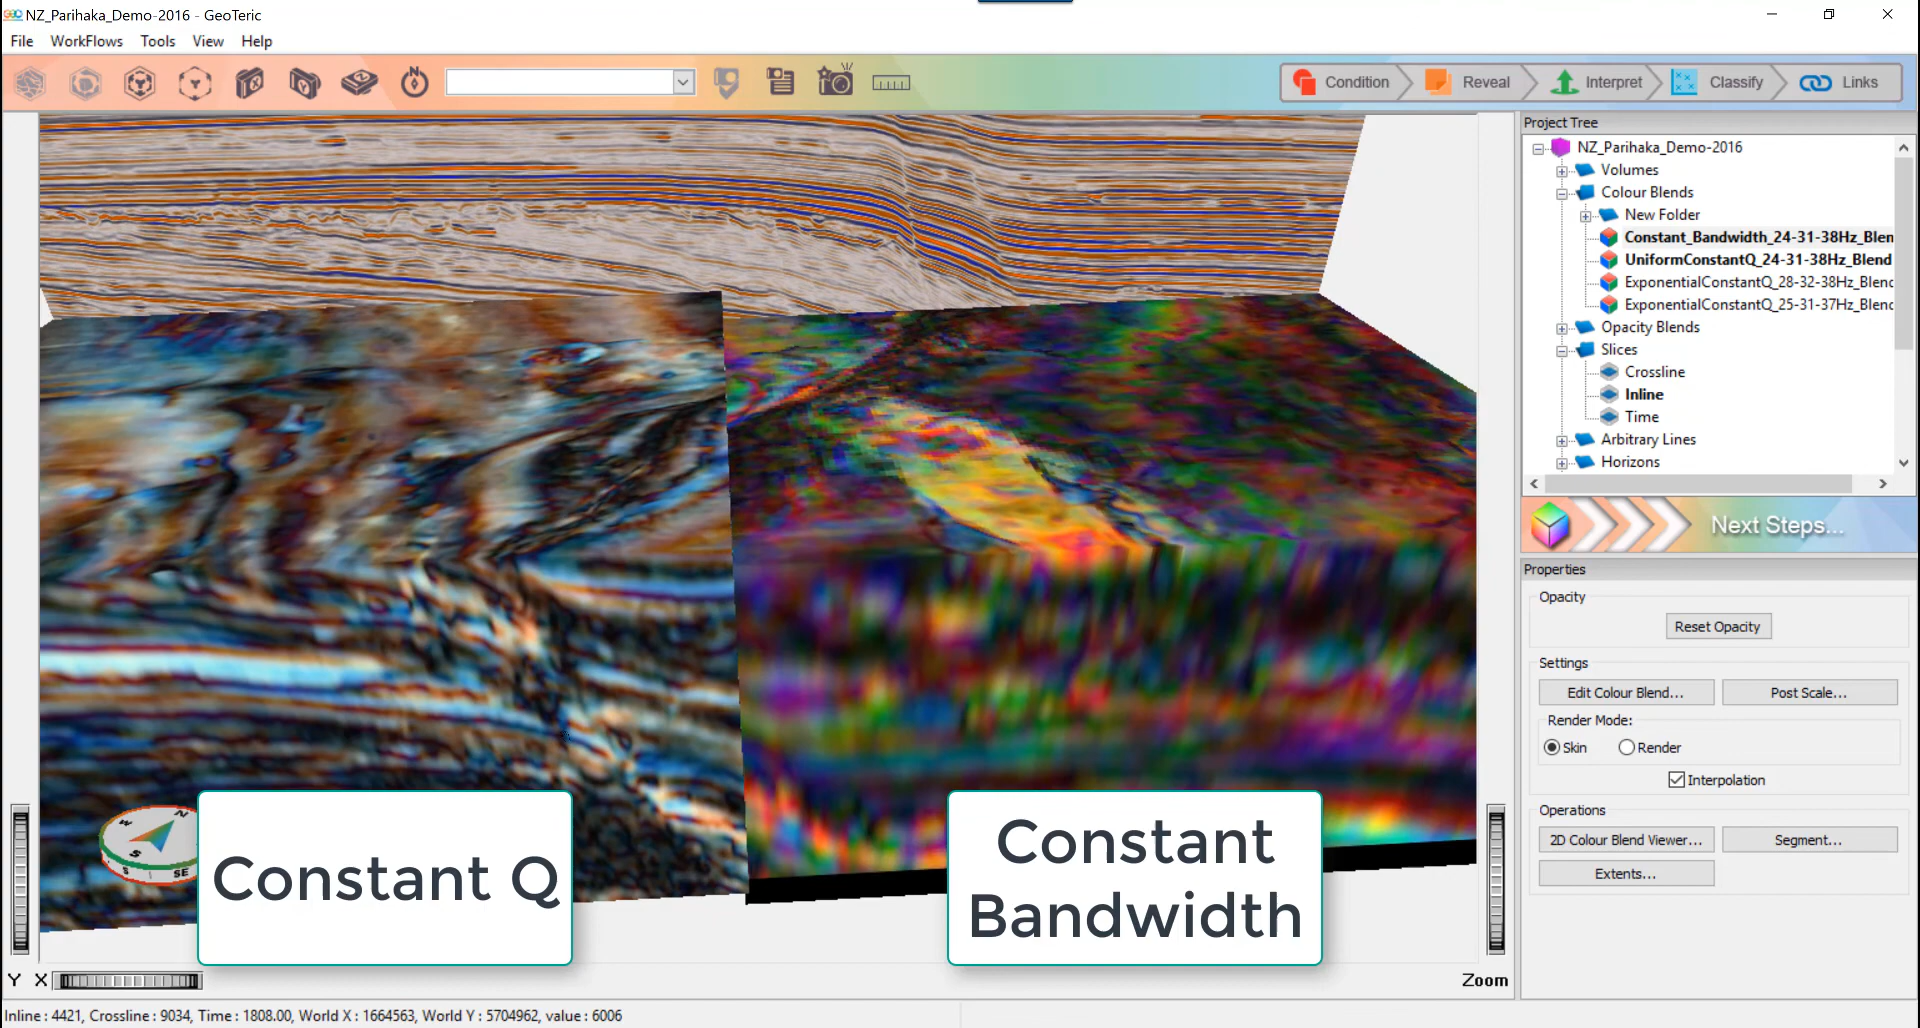 NZ_Parihaka_Demo-2016 - GeoTeric
File WorkFlows Tools View Help
Condition Reveal Interpret Classify Links
Project Tree
NZ_Parihaka_Demo-2016
Volumes
Colour Blends
New Folder
Constant_Bandwidth_24-31-38Hz_Blen
UniformConstantQ_24-31-38Hz_Blend
ExponentialConstantQ_28-32-38Hz_Blend
ExponentialConstantQ_25-31-37Hz_Blend
Opacity Blends
Slices
Crossline
Inline
Time
Arbitrary Lines
Horizons
Next Steps...
Properties
Opacity
Reset Opacity
Settings
Edit Colour Blend... Post Scale...
Render Mode:
Skin Render
Interpolation
Operations
2D Colour Blend Viewer... Segment...
Extents...
N
W
S
S SE
Constant Q
Constant
Bandwidth
Y X
Zoom
Inline : 4421, Crossline : 9034, Time : 1808.00, World X : 1664563, World Y : 5704962, value : 6006